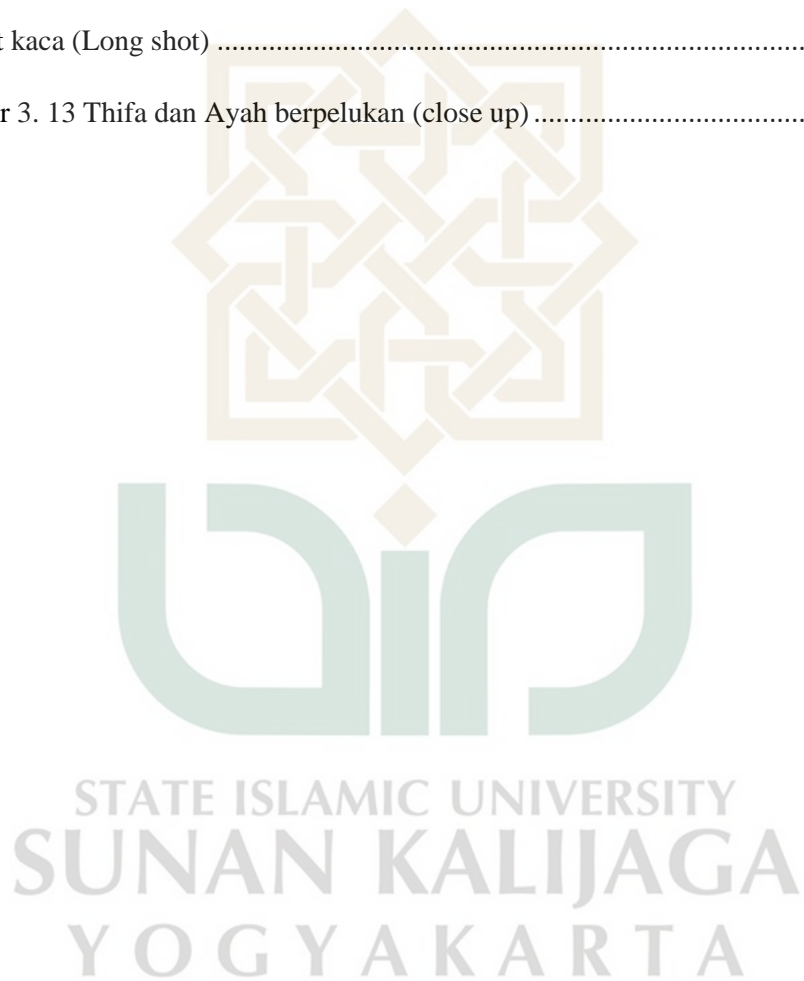 t kaca (Long shot) ................................................................................
r 3. 13 Thifa dan Ayah berpelukan (close up) ....................................
STATE ISLAMIC UNIVERSITY
SUNAN KALIJAGA
YOGYAKARTA